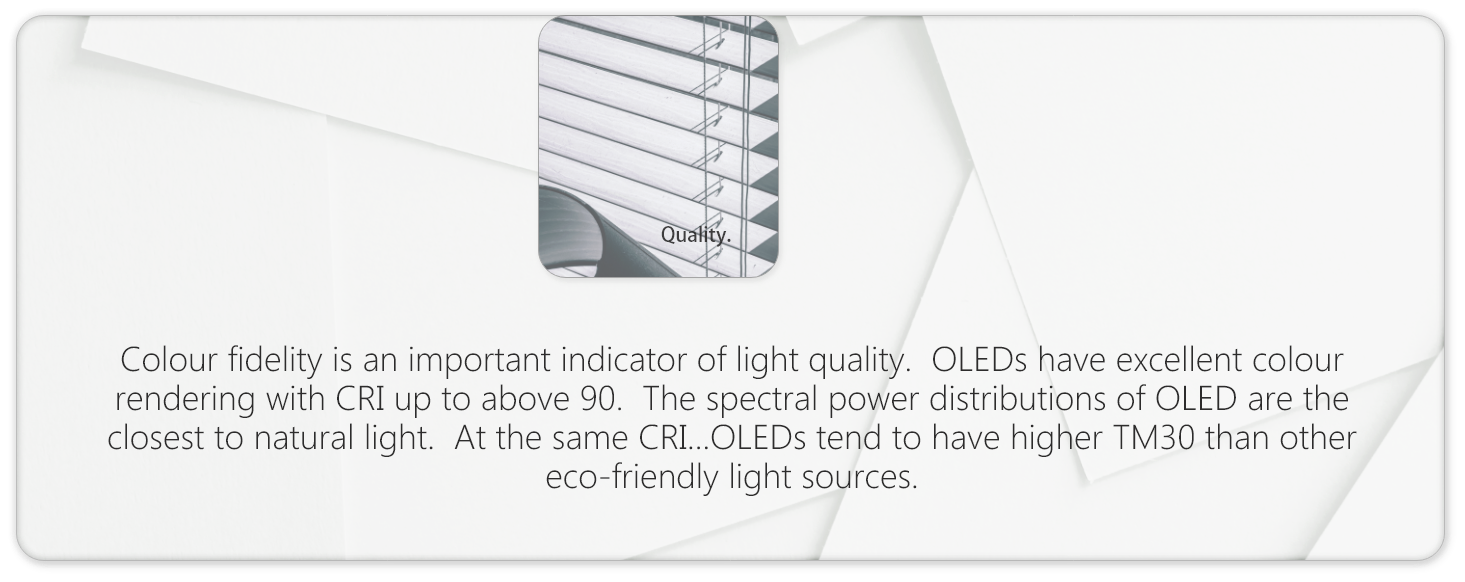 Quality.
Colour fidelity is an important indicator of light quality.  OLEDs have excellent colour
rendering with CRI up to above 90.  The spectral power distributions of OLED are the
closest to natural light.  At the same CRI...OLEDs tend to have higher TM30 than other
eco-friendly light sources.